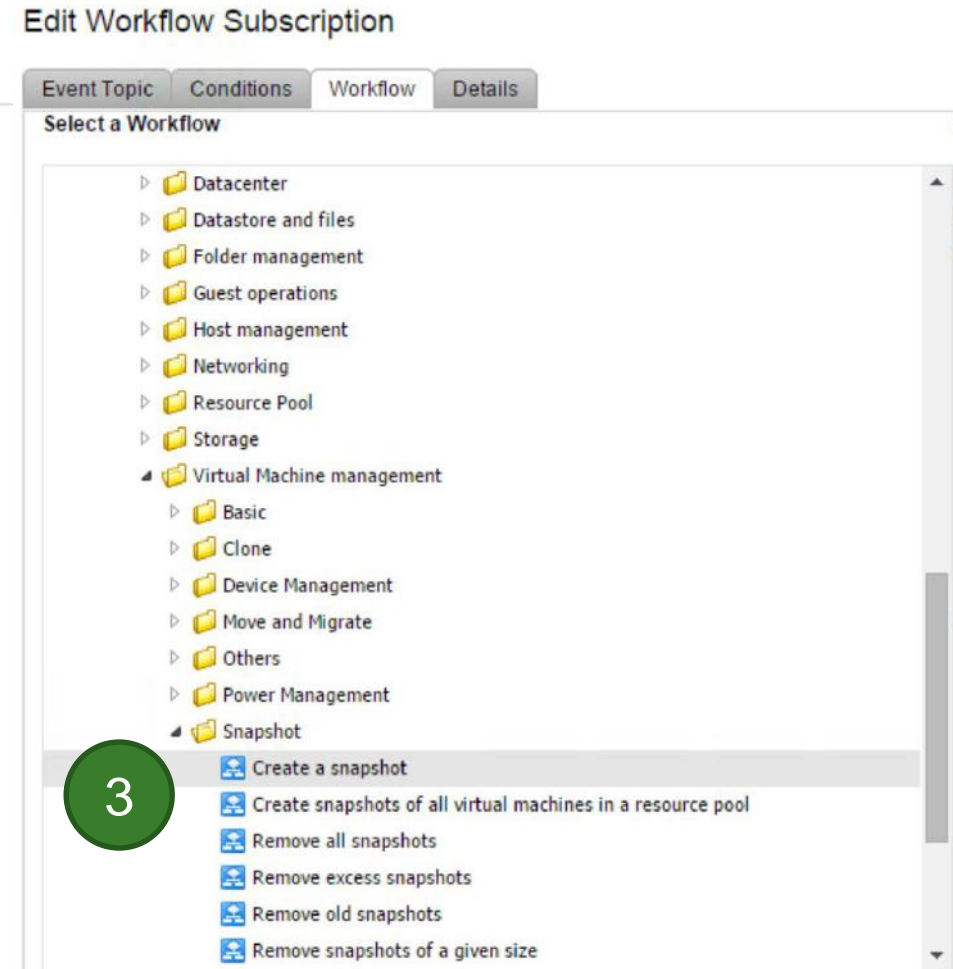 Edit Workflow Subscription
Event Topic Conditions Workflow Details
Select a Workflow
Datacenter
Datastore and files
Folder management
Guest operations
Host management
Networking
Resource Pool
Storage
Virtual Machine management
Basic
Clone
Device Management
Move and Migrate
Others
Power Management
Snapshot
Create a snapshot
3
Create snapshots of all virtual machines in a resource pool
Remove all snapshots
Remove excess snapshots
Remove old snapshots
Remove snapshots of a given size